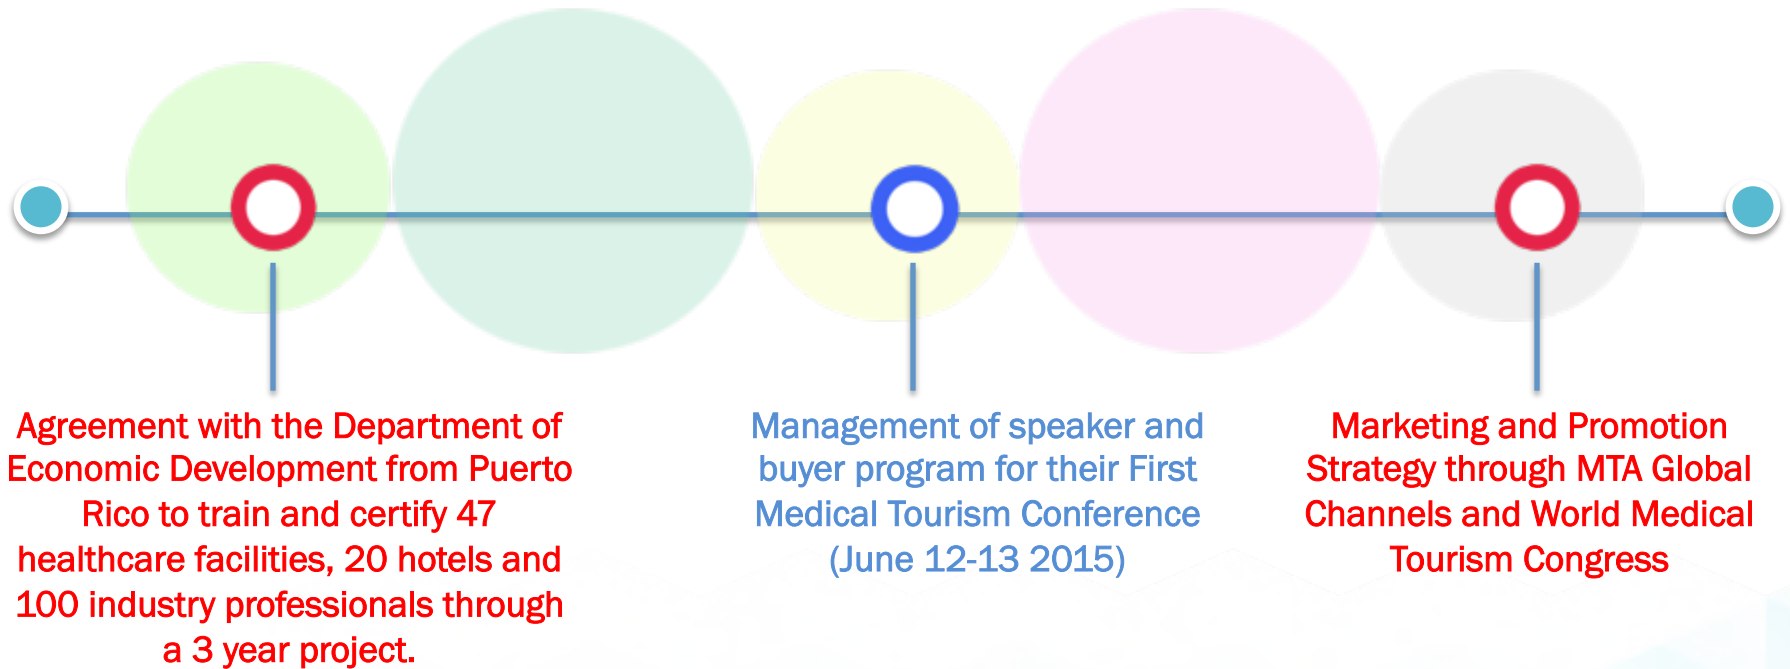 Agreement with the Department of
Economic Development from Puerto
Rico to train and certify 47
healthcare facilities, 20 hotels and
100 industry professionals through
a 3 year project.
Management of speaker and
buyer program for their First
Medical Tourism Conference
(June 12-13 2015)
Marketing and Promotion
Strategy through MTA Global
Channels and World Medical
Tourism Congress